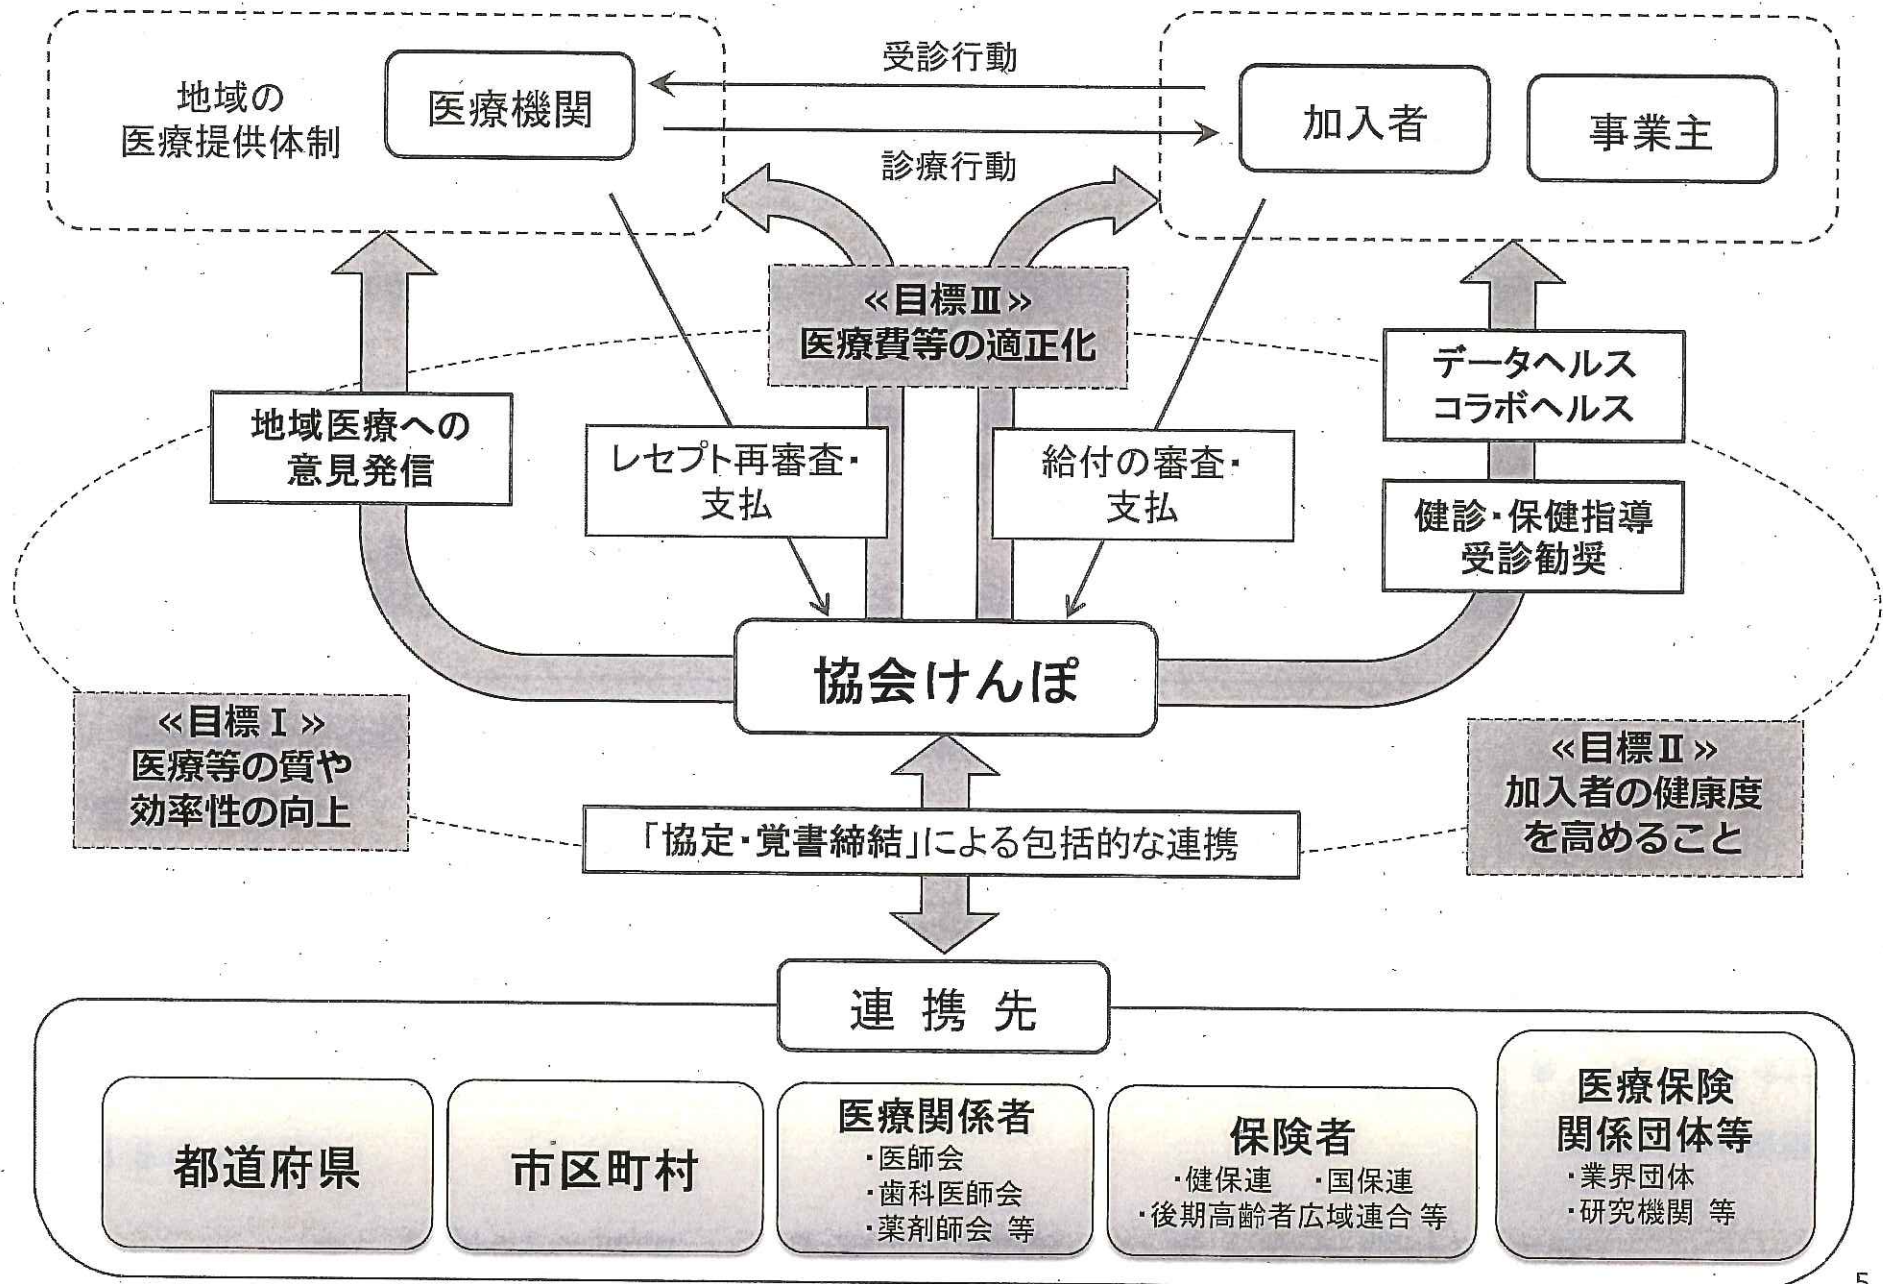 受診行動
地域の
医療提供体制
医療機関
加入者
事業主
診療行動
≪目標Ⅲ≫
医療費等の適正化
データヘルス
コラボヘルス
地域医療への
意見発信
レセプト再審査・
支払
給付の審査・
支払
健診・保健指導
受診勧奨
協会けんぽ
≪目標Ⅰ≫
医療等の質や
効率性の向上
≪目標Ⅱ≫
加入者の健康度
を高めること
「協定・覚書締結」による包括的な連携
連携先
都道府県
市区町村
医療関係者
・医師会
・歯科医師会
・薬剤師会 等
保険者
・健保連 ・国保連
・後期高齢者広域連合 等
医療保険
関係団体等
・業界団体
・研究機関 等
5